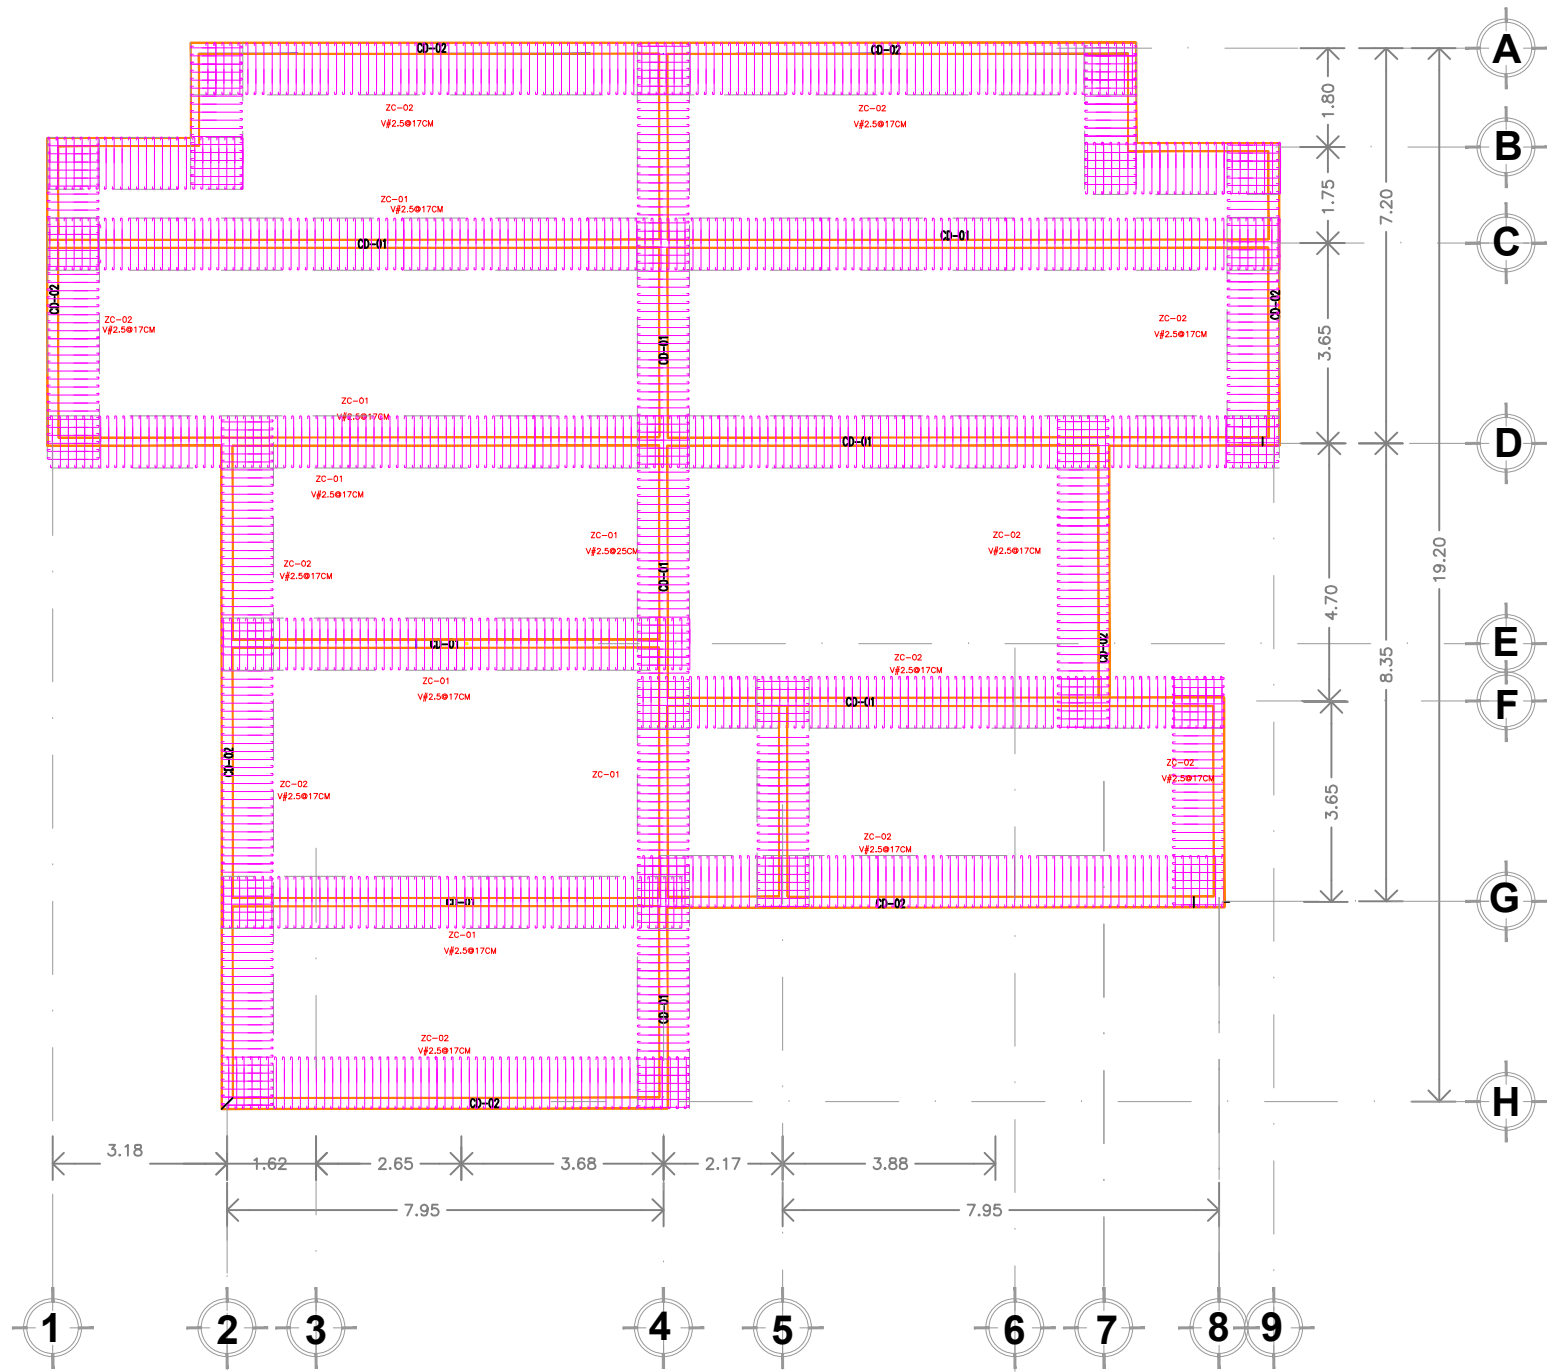 CD-02
CD-02
A
1.80
ZC-02
V#2.5@17CM
ZC-02
V#2.5@17CM
B
ZC-01
V#2.5@17CM
1.75
7.20
CD-01
CD-01
C
CD-02
CD-02
ZC-02
V#2.5@17CM
ZC-02
V#2.5@17CM
CD-01
3.65
ZC-01
V#2.5@17CM
CD-01
D
ZC-01
V#2.5@17CM
ZC-01
V#2.5@25CM
ZC-02
V#2.5@17CM
19.20
ZC-02
V#2.5@17CM
CD-01
4.70
CD-01
CD-02
E
ZC-02
V#2.5@17CM
8.35
ZC-01
V#2.5@17CM
CD-01
F
CD-02
ZC-02
V#2.5@17CM
ZC-01
ZC-02
V#2.5@17CM
3.65
ZC-02
V#2.5@17CM
CD-01
CD-02
G
ZC-01
V#2.5@17CM
CD-01
ZC-02
V#2.5@17CM
CD-02
H
3.18
1.62
2.65
3.68
2.17
3.88
7.95
7.95
1
2
3
4
5
6
7
8
9